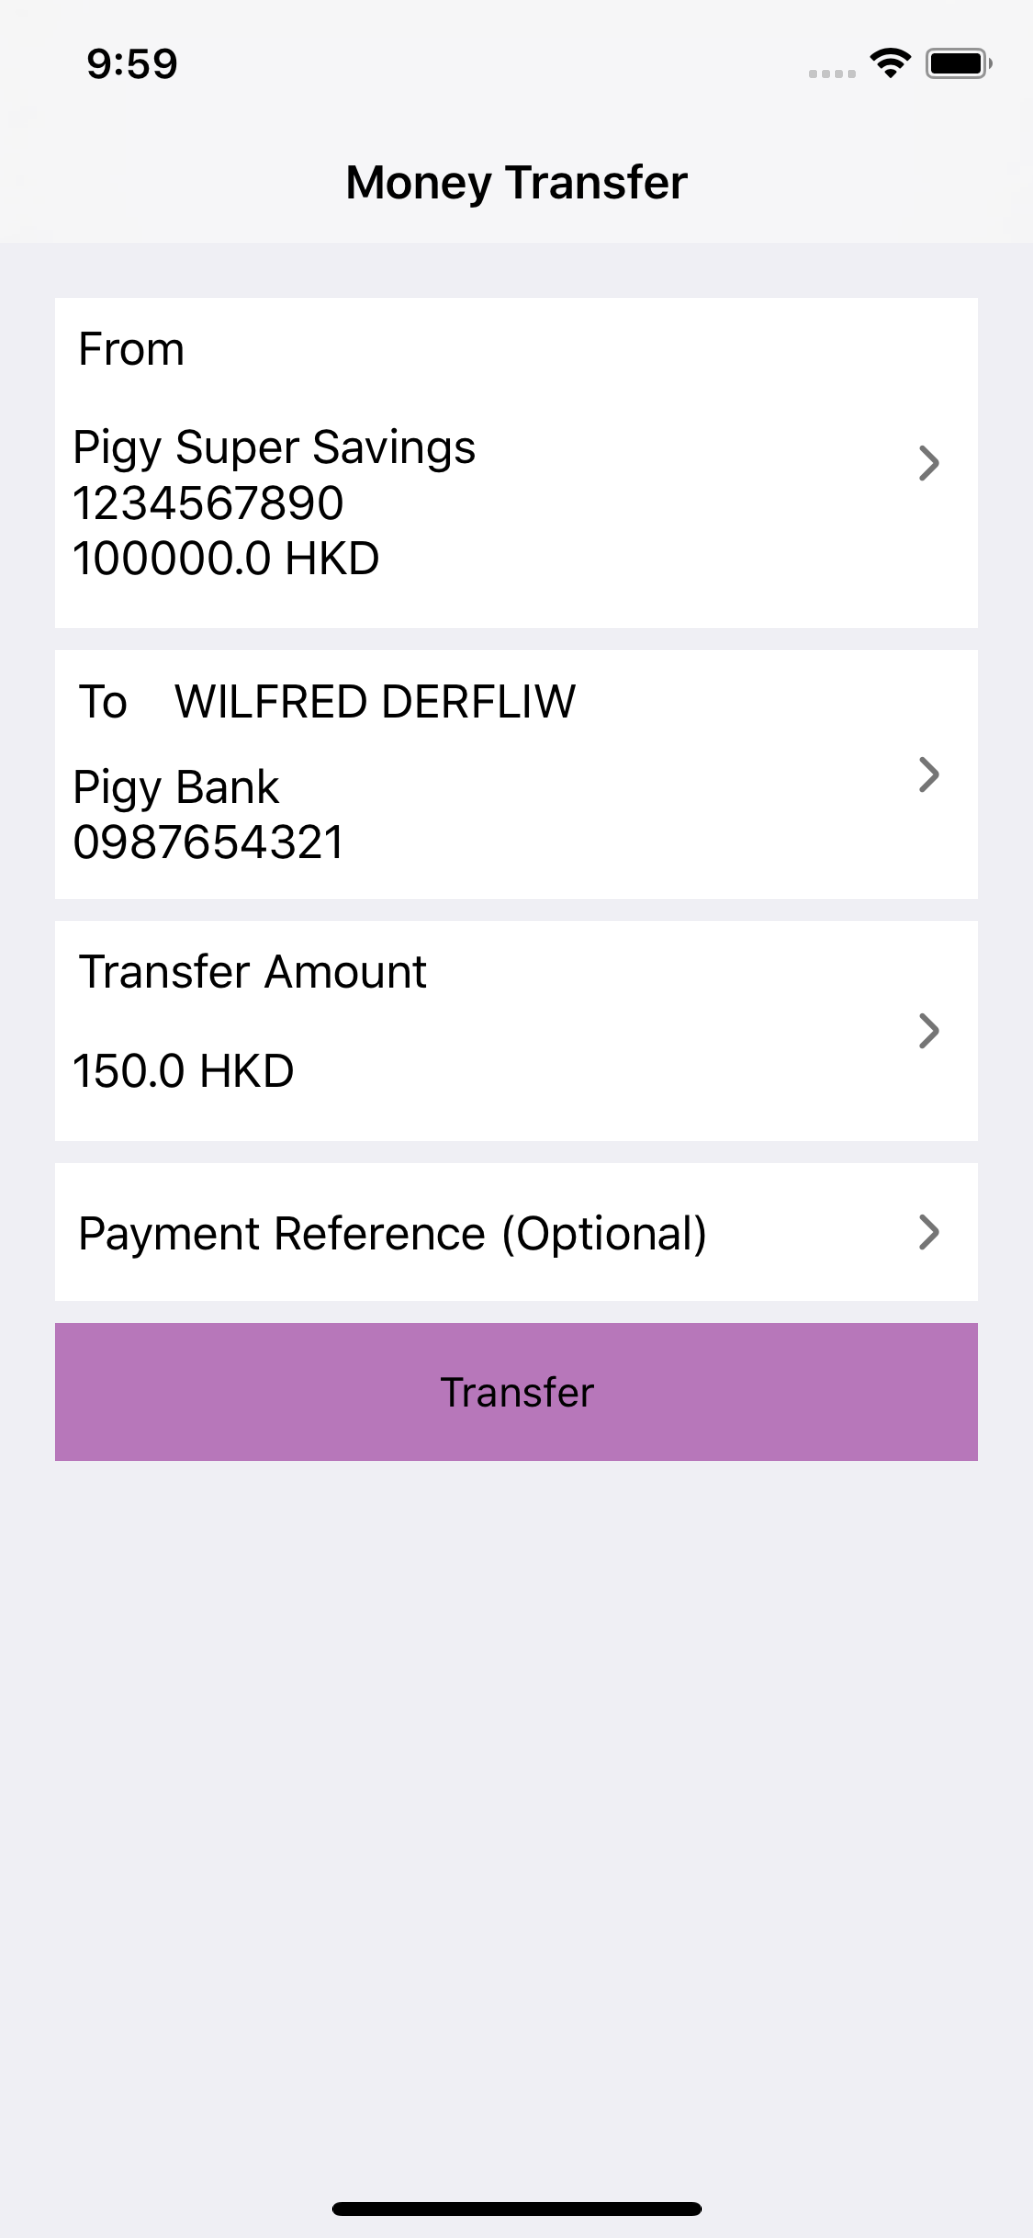 9:59
Money Transfer
From
Pigy Super Savings
1234567890
100000.0 HKD
To WILFRED DERFLIW
Pigy Bank
0987654321
Transfer Amount
150.0 HKD
Payment Reference (Optional)
Transfer